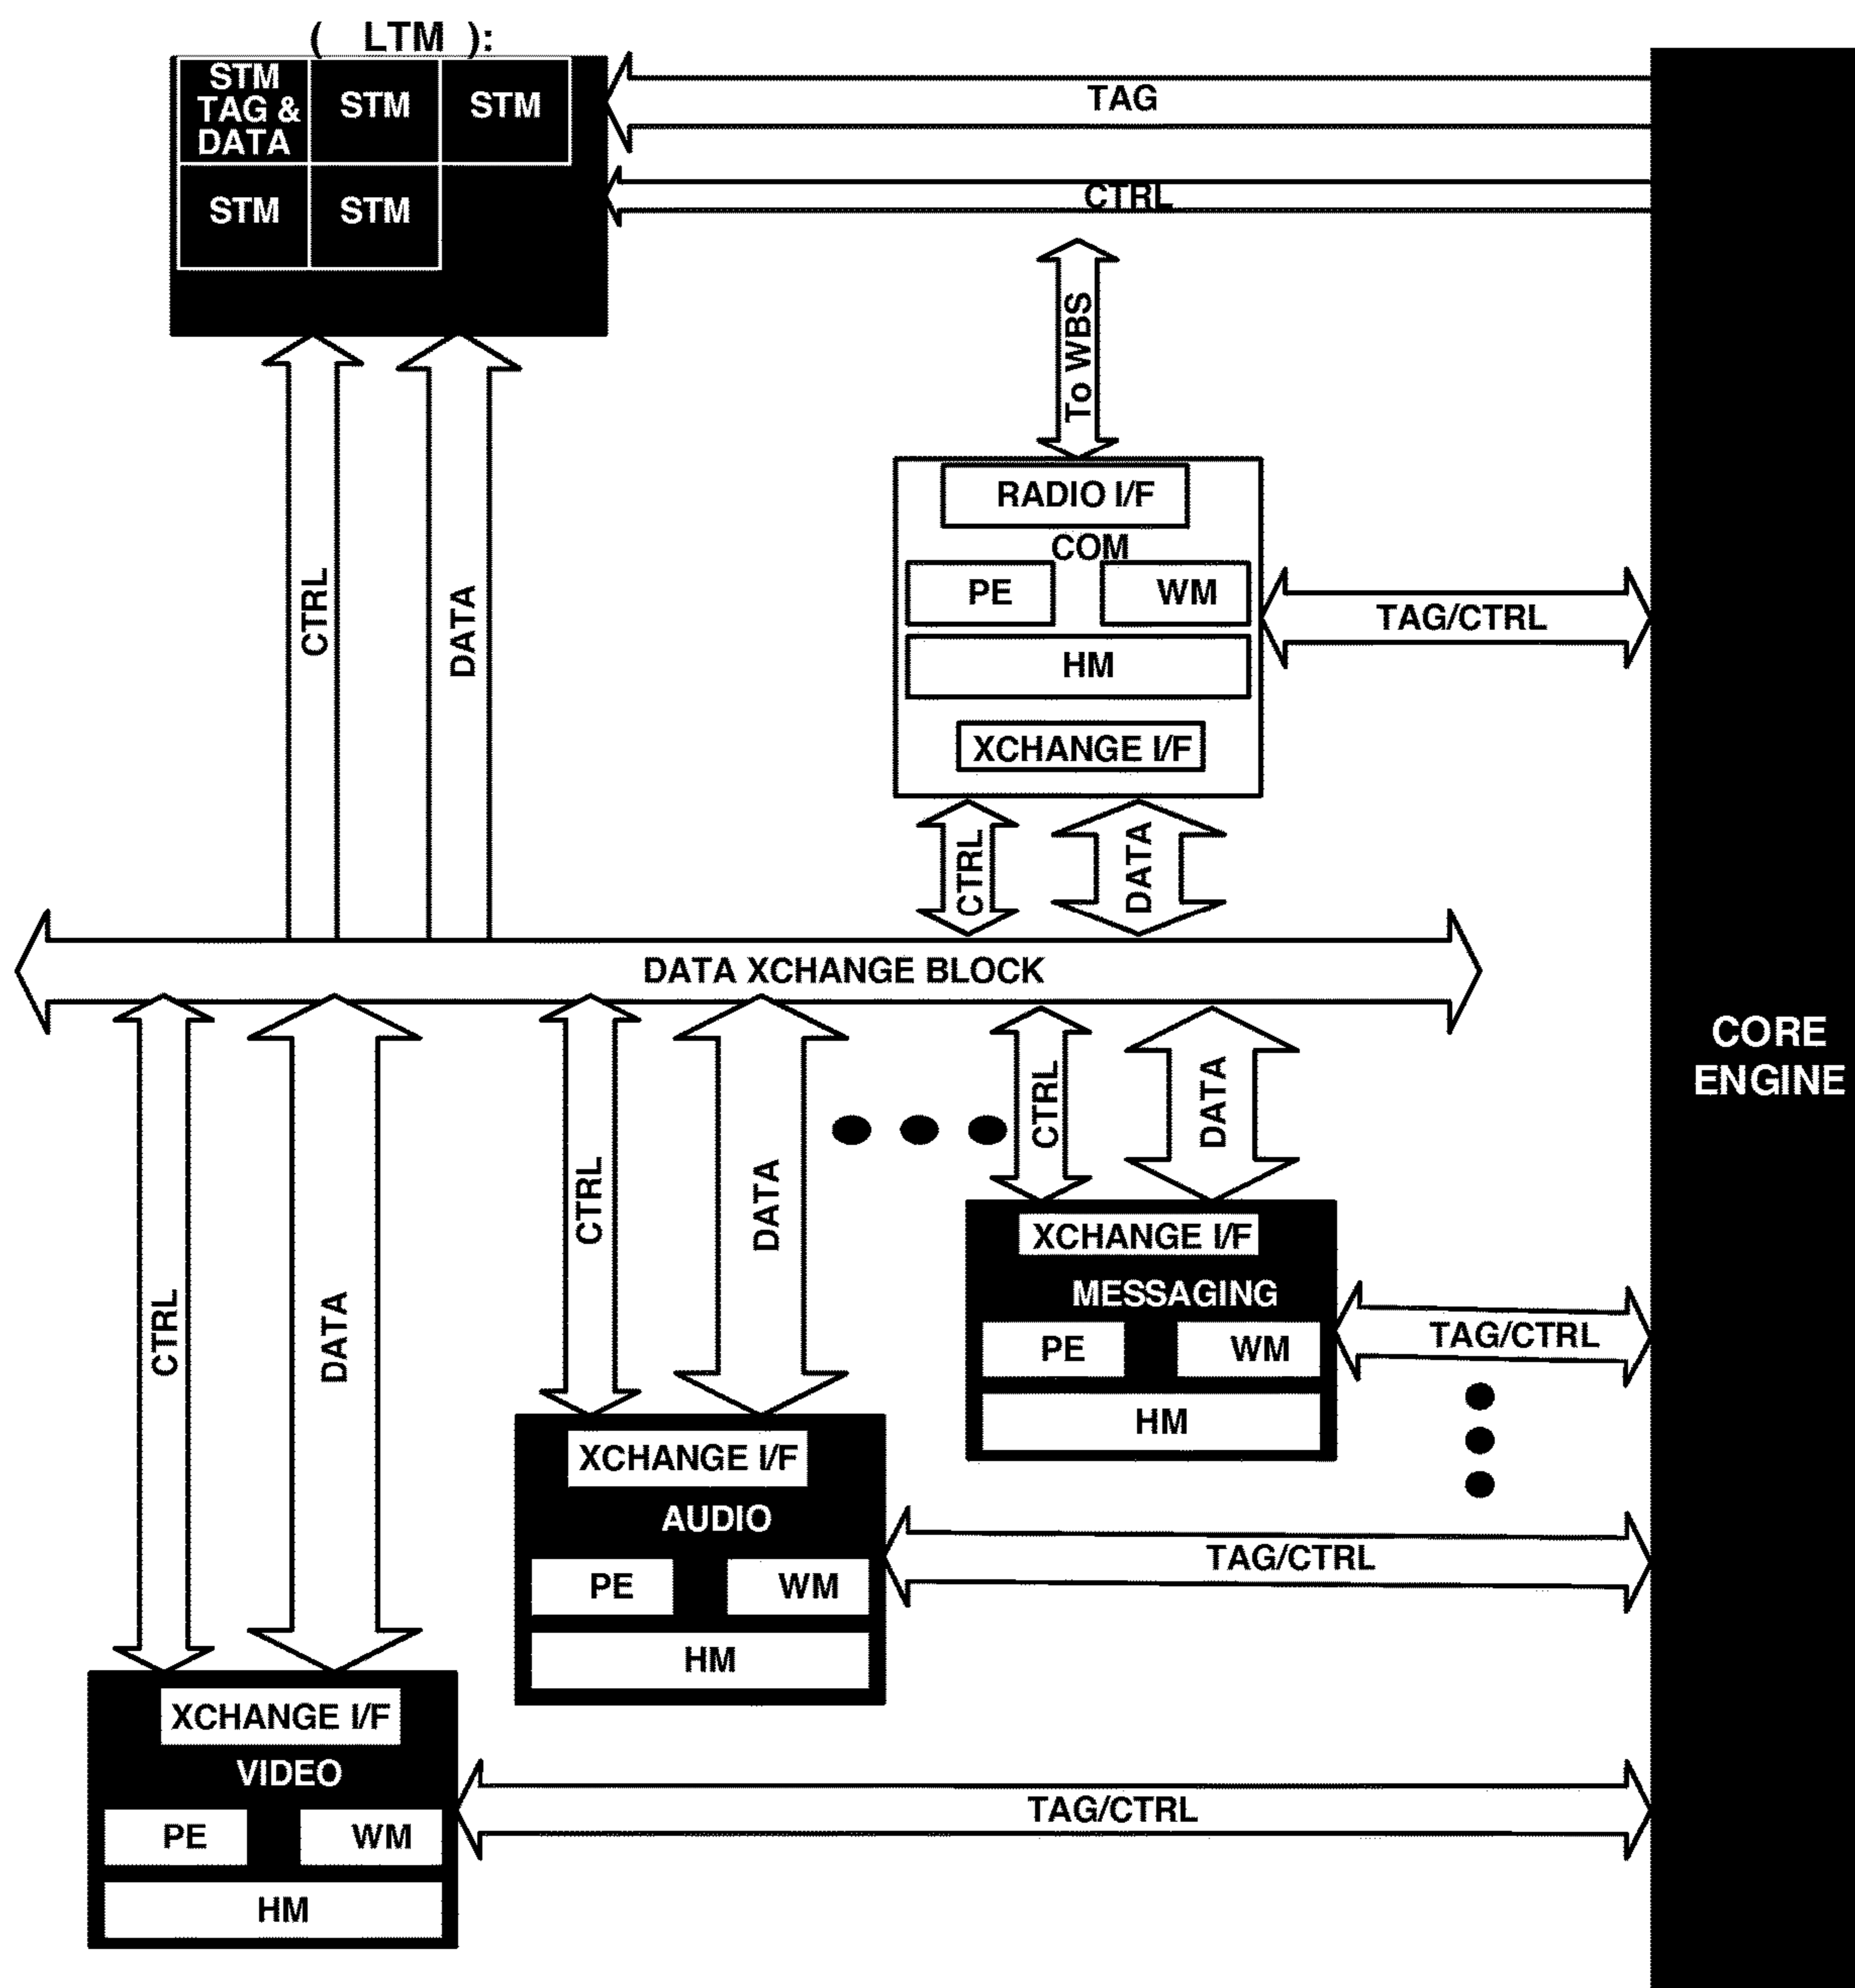 ( LTM ):
STM
TAG &
DATA
STM
STM
STM
STM
TAG
CTRL
To WBS
RADIO I/F
COM
PE
WM
HM
XCHANGE I/F
TAG/CTRL
CTRL
DATA
CTRL
DATA
DATA XCHANGE BLOCK
CORE
ENGINE
CTRL
DATA
CTRL
DATA
CTRL
DATA
XCHANGE I/F
MESSAGING
PE
WM
HM
TAG/CTRL
XCHANGE I/F
AUDIO
PE
WM
HM
TAG/CTRL
XCHANGE I/F
VIDEO
PE
WM
HM
TAG/CTRL